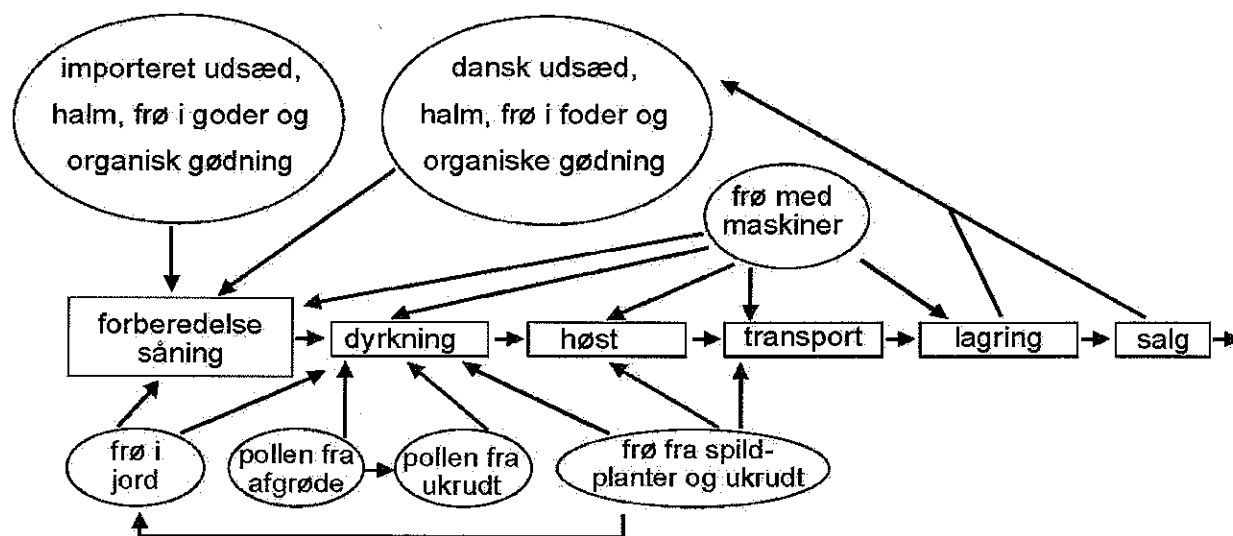 importeret udsæd,
halm, frø i goder og
organisk gødning
dansk udsæd,
halm, frø i foder og
organiske gødning
frø med
maskiner
forberedelse
såning
dyrkning
høst
transport
lagring
salg
frø i
jord
pollen fra
afgrøde
pollen fra
ukrudt
frø fra spild-
planter og ukrudt